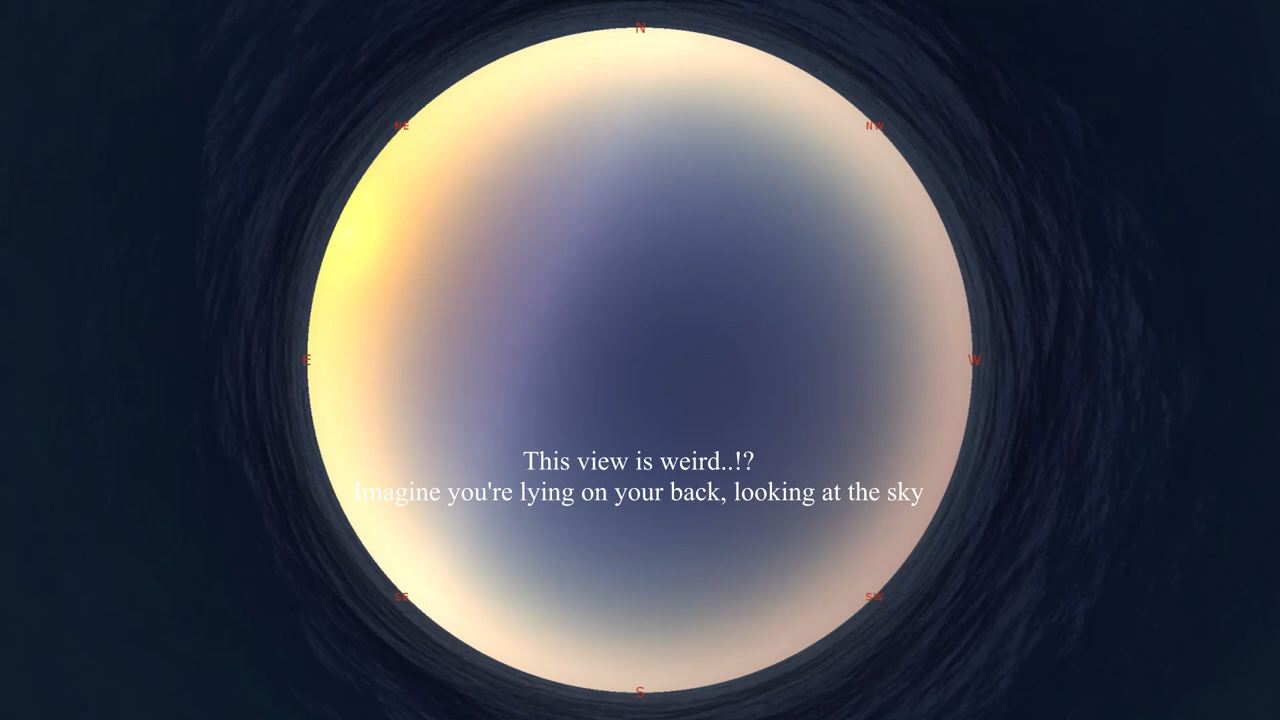 N
NE
NW
E
W
This view is weird..!?
Imagine you're lying on your back, looking at the sky
SE
SW
S